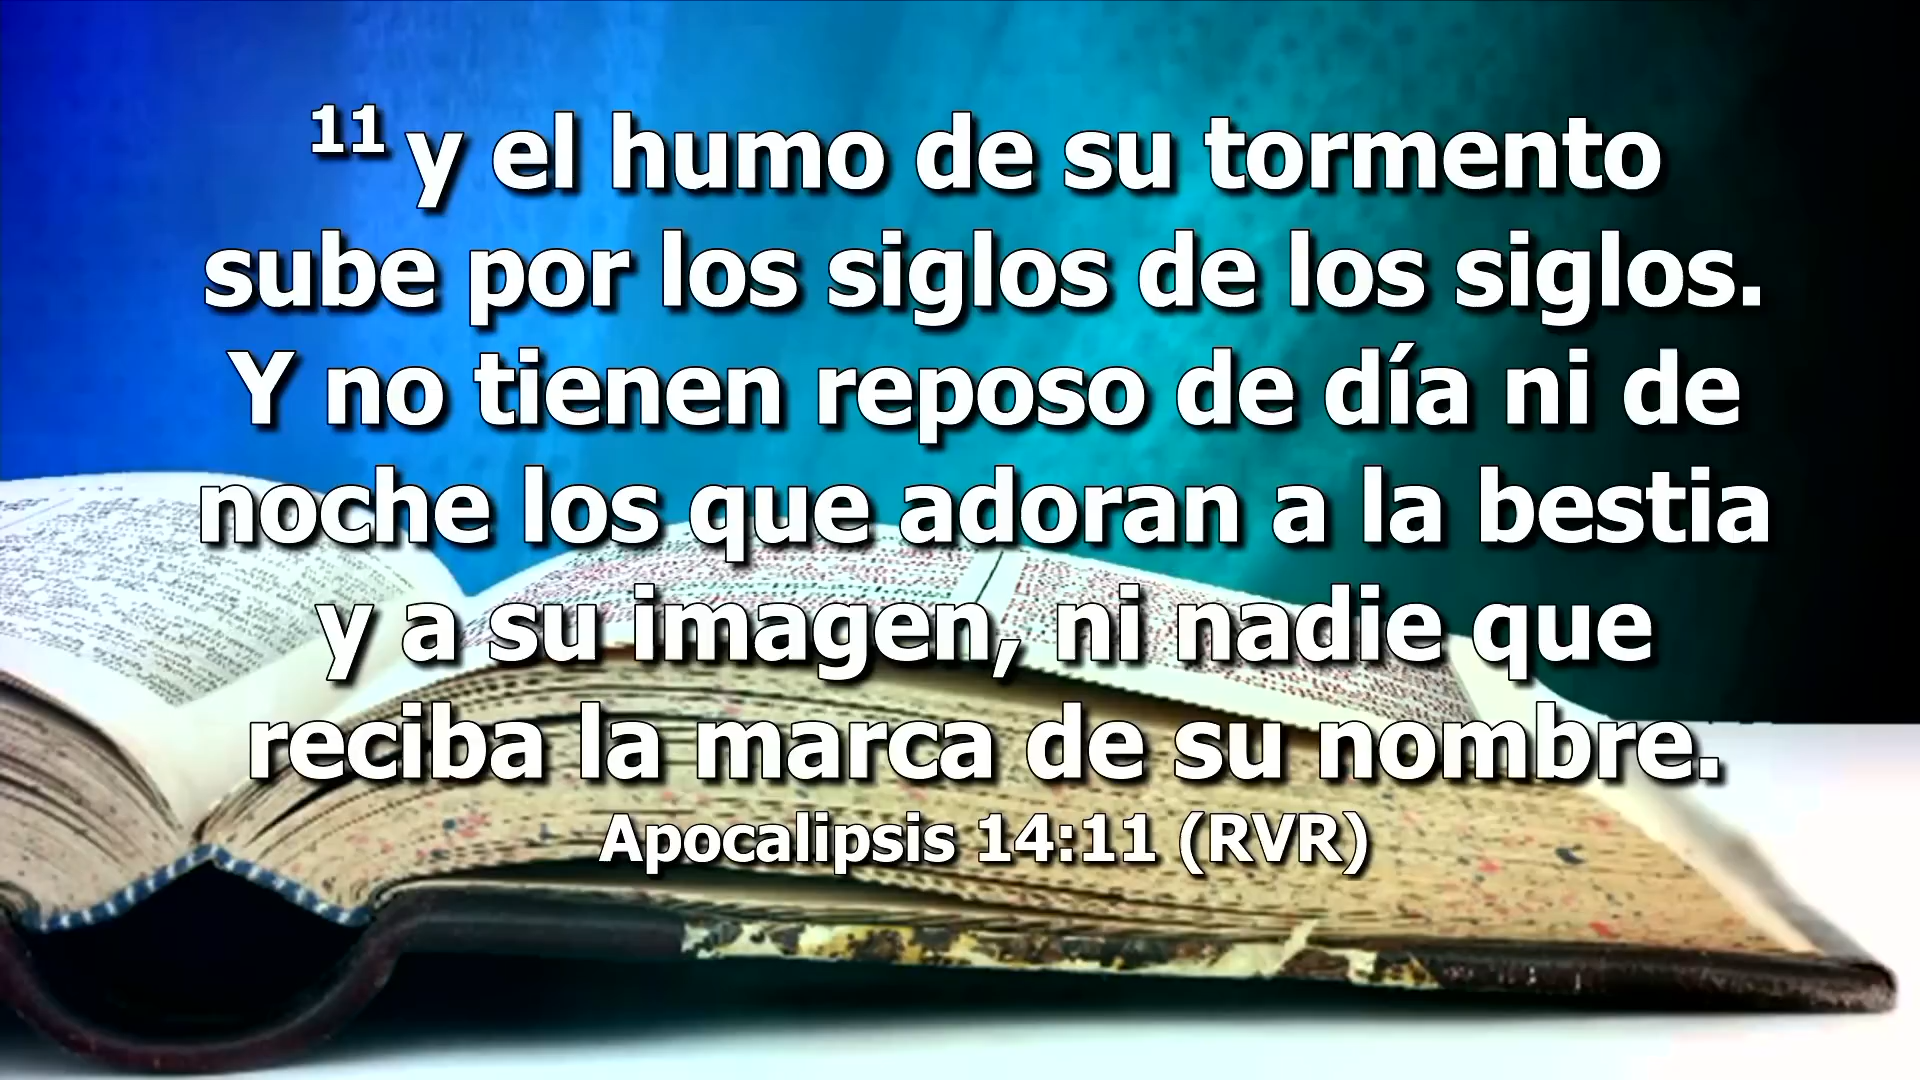 11 y el humo de su tormento
sube por los siglos de los siglos.
Y no tienen reposo de día ni de
noche los que adoran a la bestia
y a su imagen, ni nadie que
reciba la marca de su nombre.
Apocalipsis 14:11 (RVR)